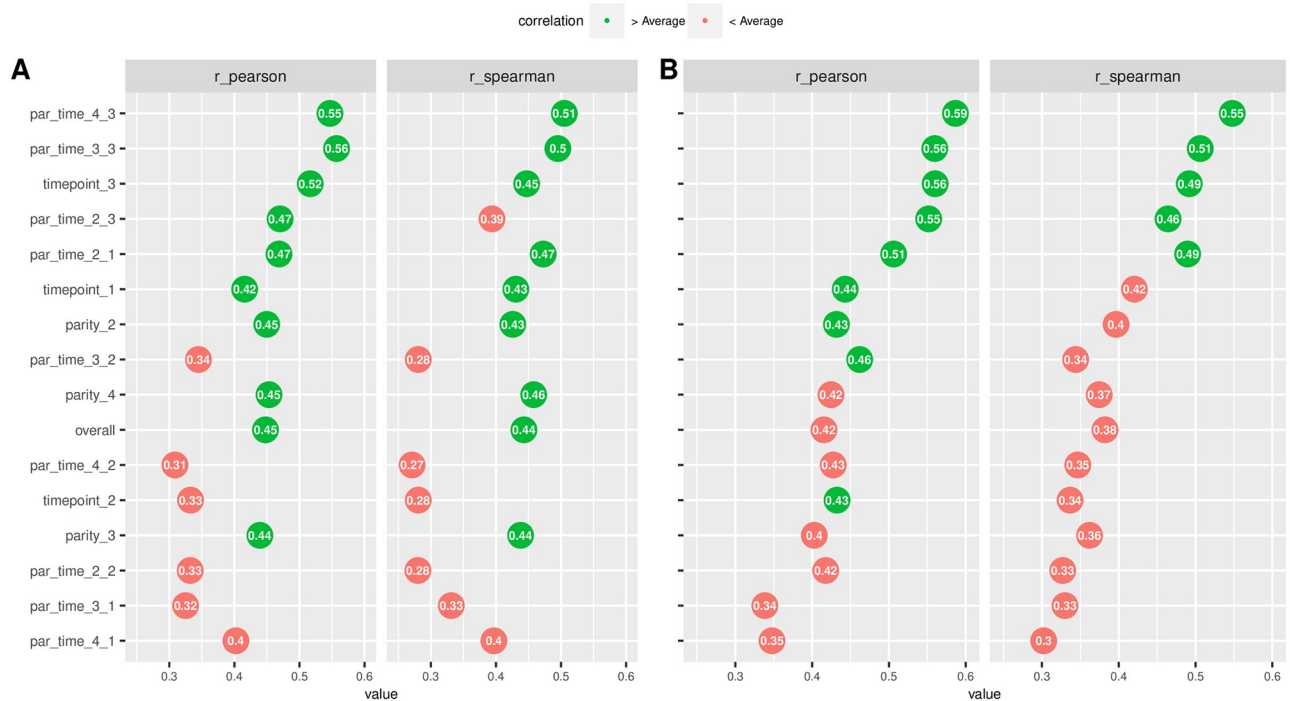 correlation > Average < Average
A B
r_pearson r_spearman r_pearson r_spearman
par_time_4_3 0.55 0.51 0.59 0.55
par_time_3_3 0.56 0.5 0.56 0.51
timepoint_3 0.52 0.45 0.56 0.49
par_time_2_3 0.47 0.39 0.55 0.46
par_time_2_1 0.47 0.47 0.51 0.49
timepoint_1 0.42 0.43 0.44 0.42
parity_2 0.45 0.43 0.43 0.4
par_time_3_2 0.34 0.28 0.46 0.34
parity_4 0.45 0.46 0.42 0.37
overall 0.45 0.44 0.42 0.38
par_time_4_2 0.31 0.27 0.43 0.35
timepoint_2 0.33 0.28 0.43 0.34
parity_3 0.44 0.44 0.4 0.36
par_time_2_2 0.33 0.28 0.42 0.33
par_time_3_1 0.32 0.33 0.34 0.33
par_time_4_1 0.4 0.4 0.35 0.3
0.3 0.4 0.5 0.6 0.3 0.4 0.5 0.6 0.3 0.4 0.5 0.6 0.3 0.4 0.5 0.6
value value